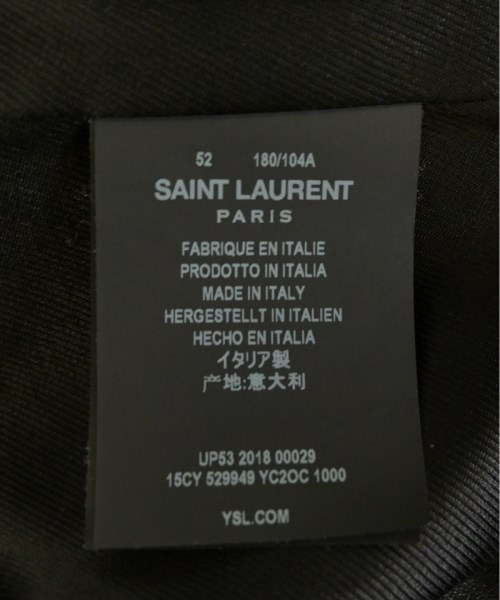 52 180/104A
SAINT LAURENT
PARIS
FABRIQUE EN ITALIE
PRODOTTO IN ITALIA
MADE IN ITALY
HERGESTELLT IN ITALIEN
HECHO EN ITALIA
イタリア製
产地:意大利
UP53 2018 00029
15CY 529949 YC2OC 1000
YSL.COM